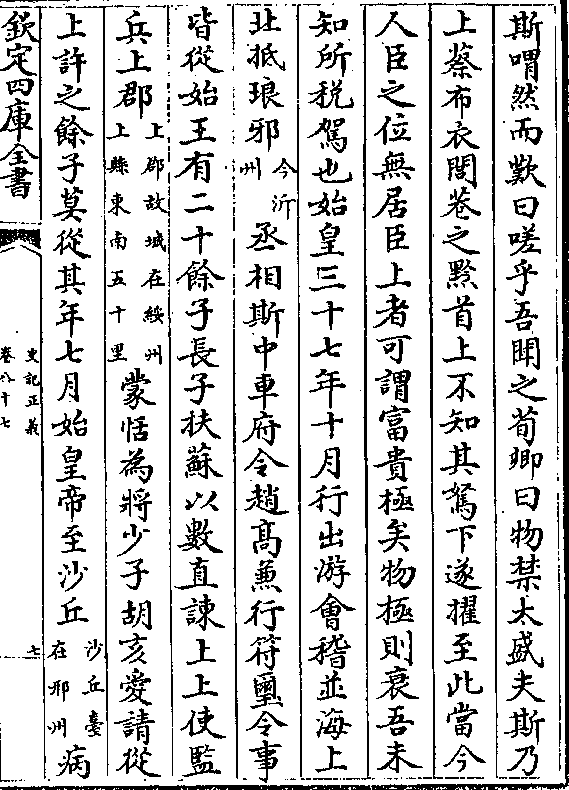 斯喟然而歎曰嗟乎吾聞之荀卿曰物禁太盛夫斯乃
上蔡布衣閭巷之黔首上不知其駑下遂擢至此當今
人臣之位無居臣上者可謂富貴極矣物極則衰吾未
知所税駕也始皇三十七年十月行出游會稽並海上
北抵琅邪今沂州丞相斯中車府令趙髙兼行符璽令事
皆從始王有二十餘子長子扶蘇以數直諫上上使監
兵上郡上郡故城在綏州上縣東南五十里蒙恬為將少子胡亥愛請從
上許之餘子莫從其年七月始皇帝至沙丘沙丘臺在邢州病
欽定四庫全書
史記正義
卷八十七
七